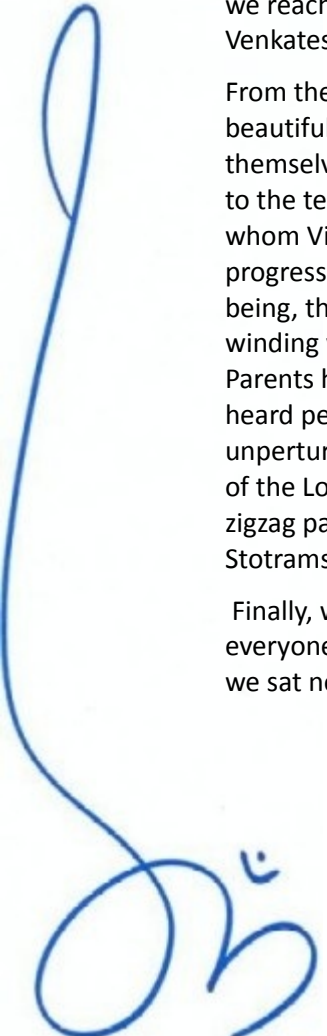 we reach
Venkates
From the
beautiful
themselv
to the te
whom Vi
progress
being, th
winding
Parents h
heard pe
unpertur
of the Lo
zigzag pa
Stotrams
Finally, v
everyone
we sat ne